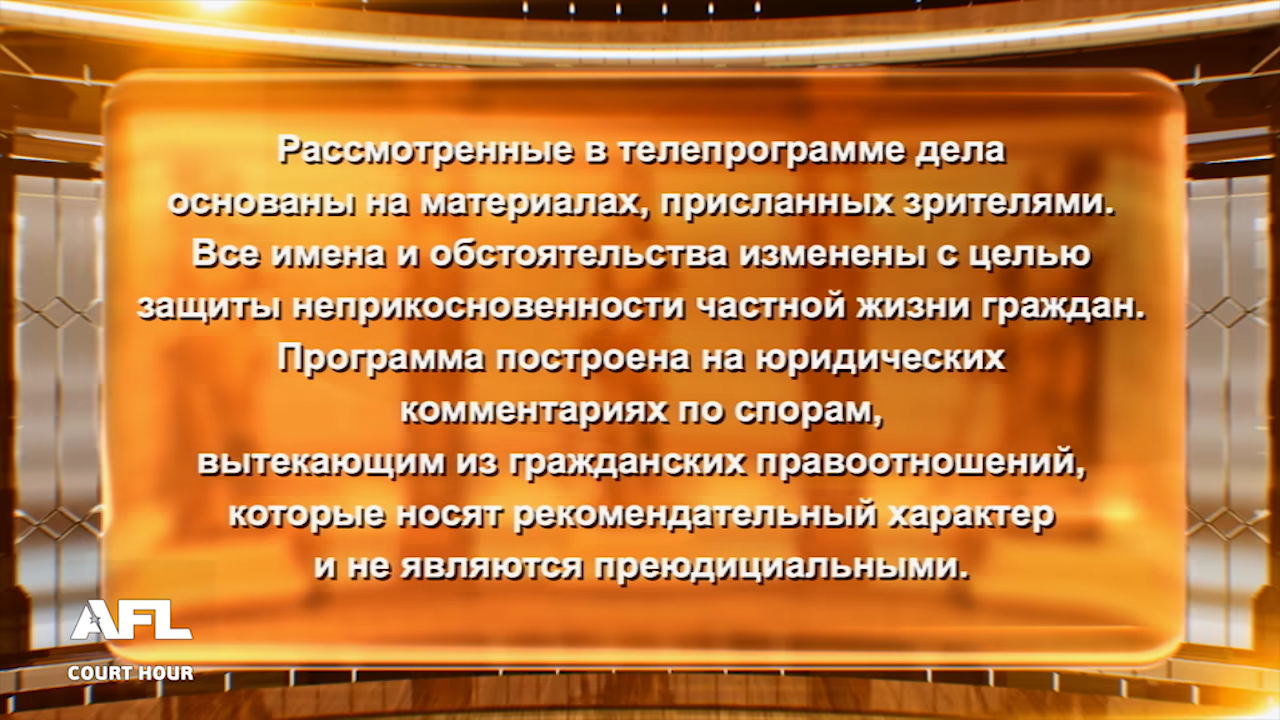 Рассмотренные в телепрограмме дела
основаны на материалах, присланных зрителями.
Все имена и обстоятельства изменены с целью
защиты неприкосновенности частной жизни граждан.
Программа построена на юридических
комментариях по спорам,
вытекающим из гражданских правоотношений,
которые носят рекомендательный характер
и не являются преюдициальными.
AFL
COURT HOUR